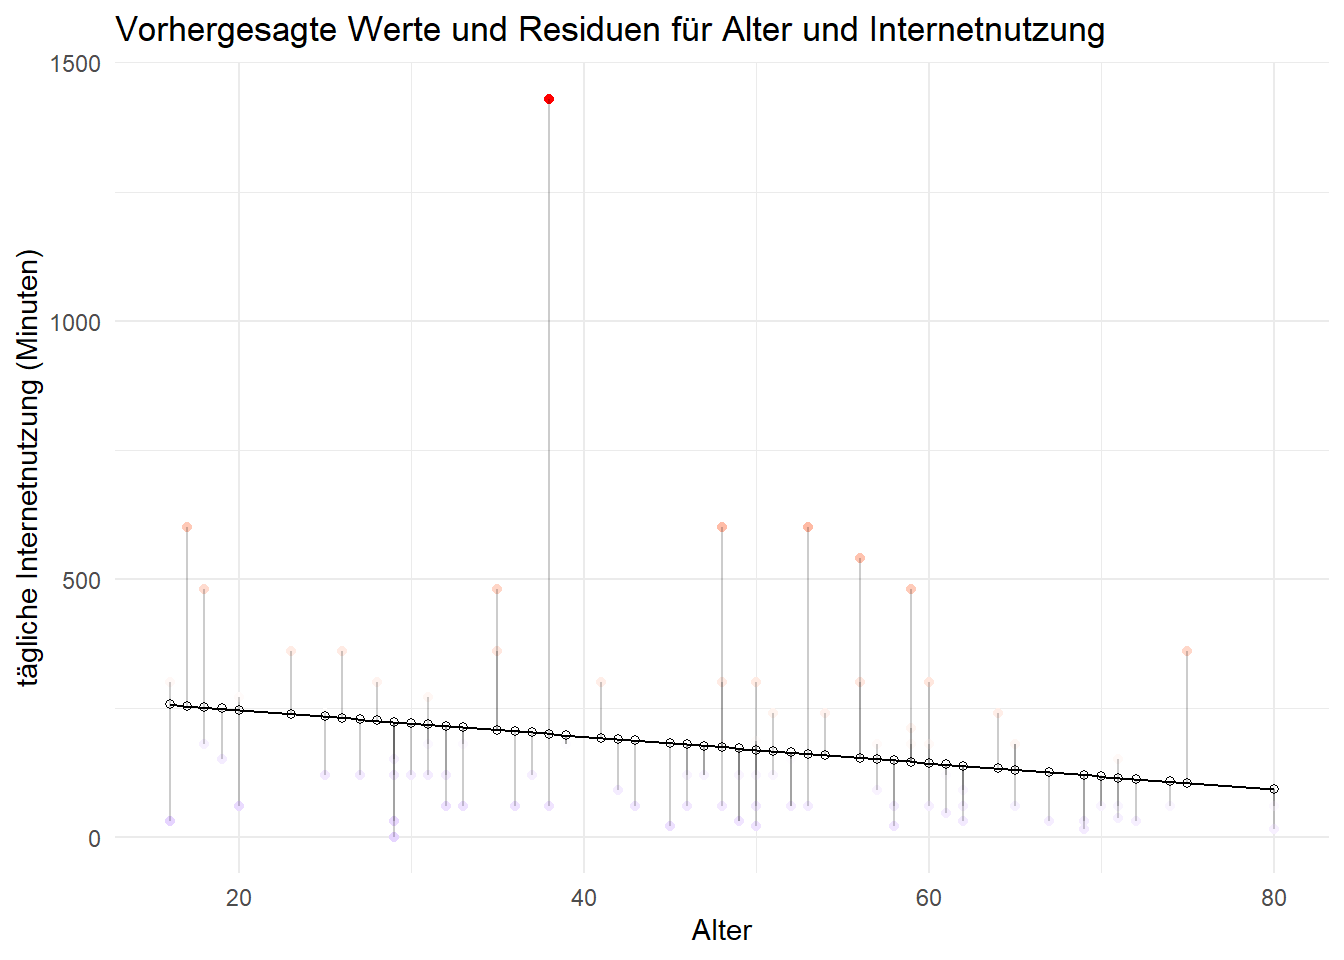 Vorhergesagte Werte und Residuen für Alter und Internetnutzung
tägliche Internetnutzung (Minuten)
1500
1000
500
0
20 40 60 80
Alter